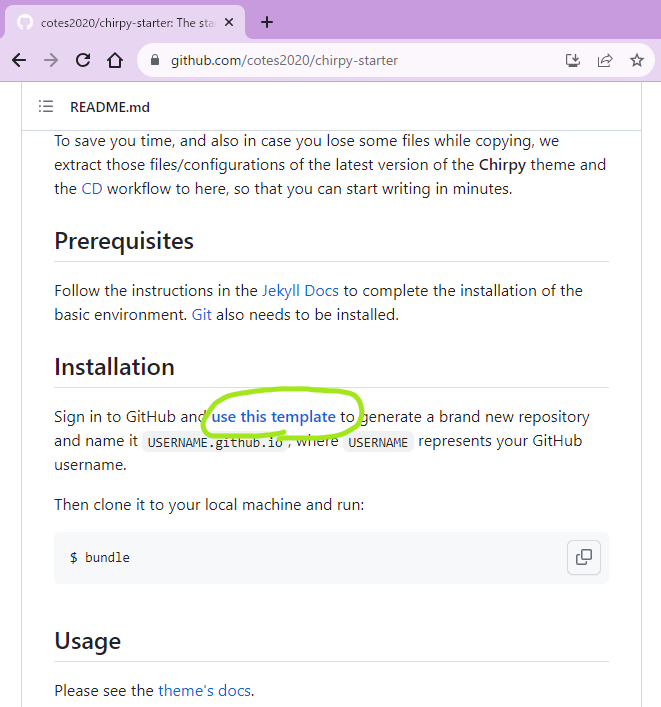 cotes2020/chirpy-starter: The sta
github.com/cotes2020/chirpy-starter
README.md
To save you time, and also in case you lose some files while copying, we
extract those files/configurations of the latest version of the Chirpy theme and
the CD workflow to here, so that you can start writing in minutes.
Prerequisites
Follow the instructions in the Jekyll Docs to complete the installation of the
basic environment. Git also needs to be installed.
Installation
Sign in to GitHub and use this template to generate a brand new repository
and name it USERNAME.github.io, where USERNAME represents your GitHub
username.
Then clone it to your local machine and run:
$ bundle
Usage
Please see the theme's docs.